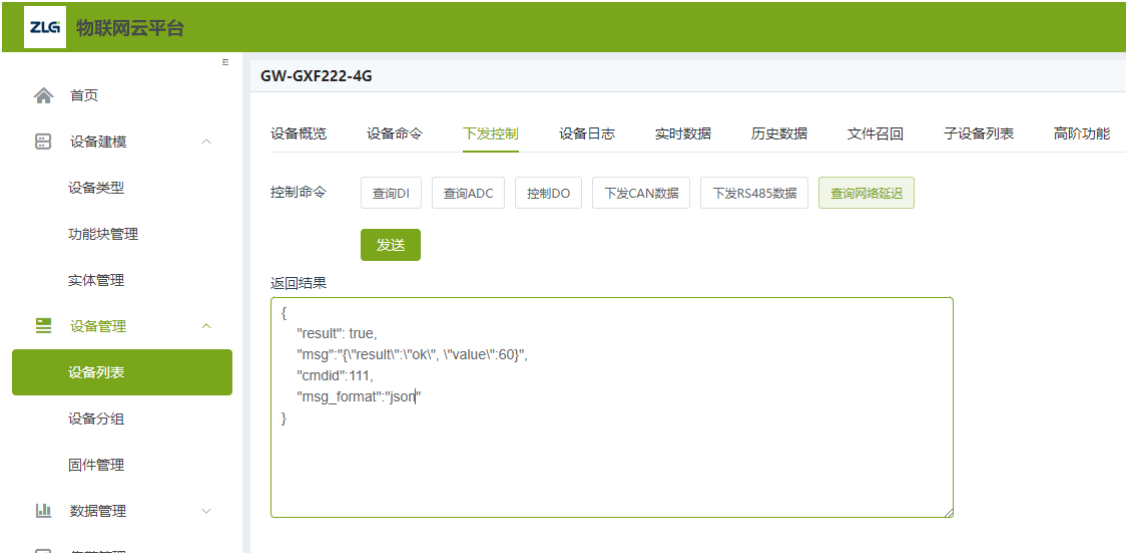 ZLG 物联网云平台
首页
设备建模
设备类型
功能块管理
实体管理
设备管理
设备列表
设备分组
固件管理
数据管理
GW-GXF222-4G
设备概览 设备命令 下发控制 设备日志 实时数据 历史数据 文件召回 子设备列表 高阶功能
控制命令 查询DI 查询ADC 控制DO 下发CAN数据 下发RS485数据 查询网络延迟
发送
返回结果
{
"result": true,
"msg":"{\"result\":\"ok\", \"value\":60}",
"cmdid":111,
"msg_format":"json"
}